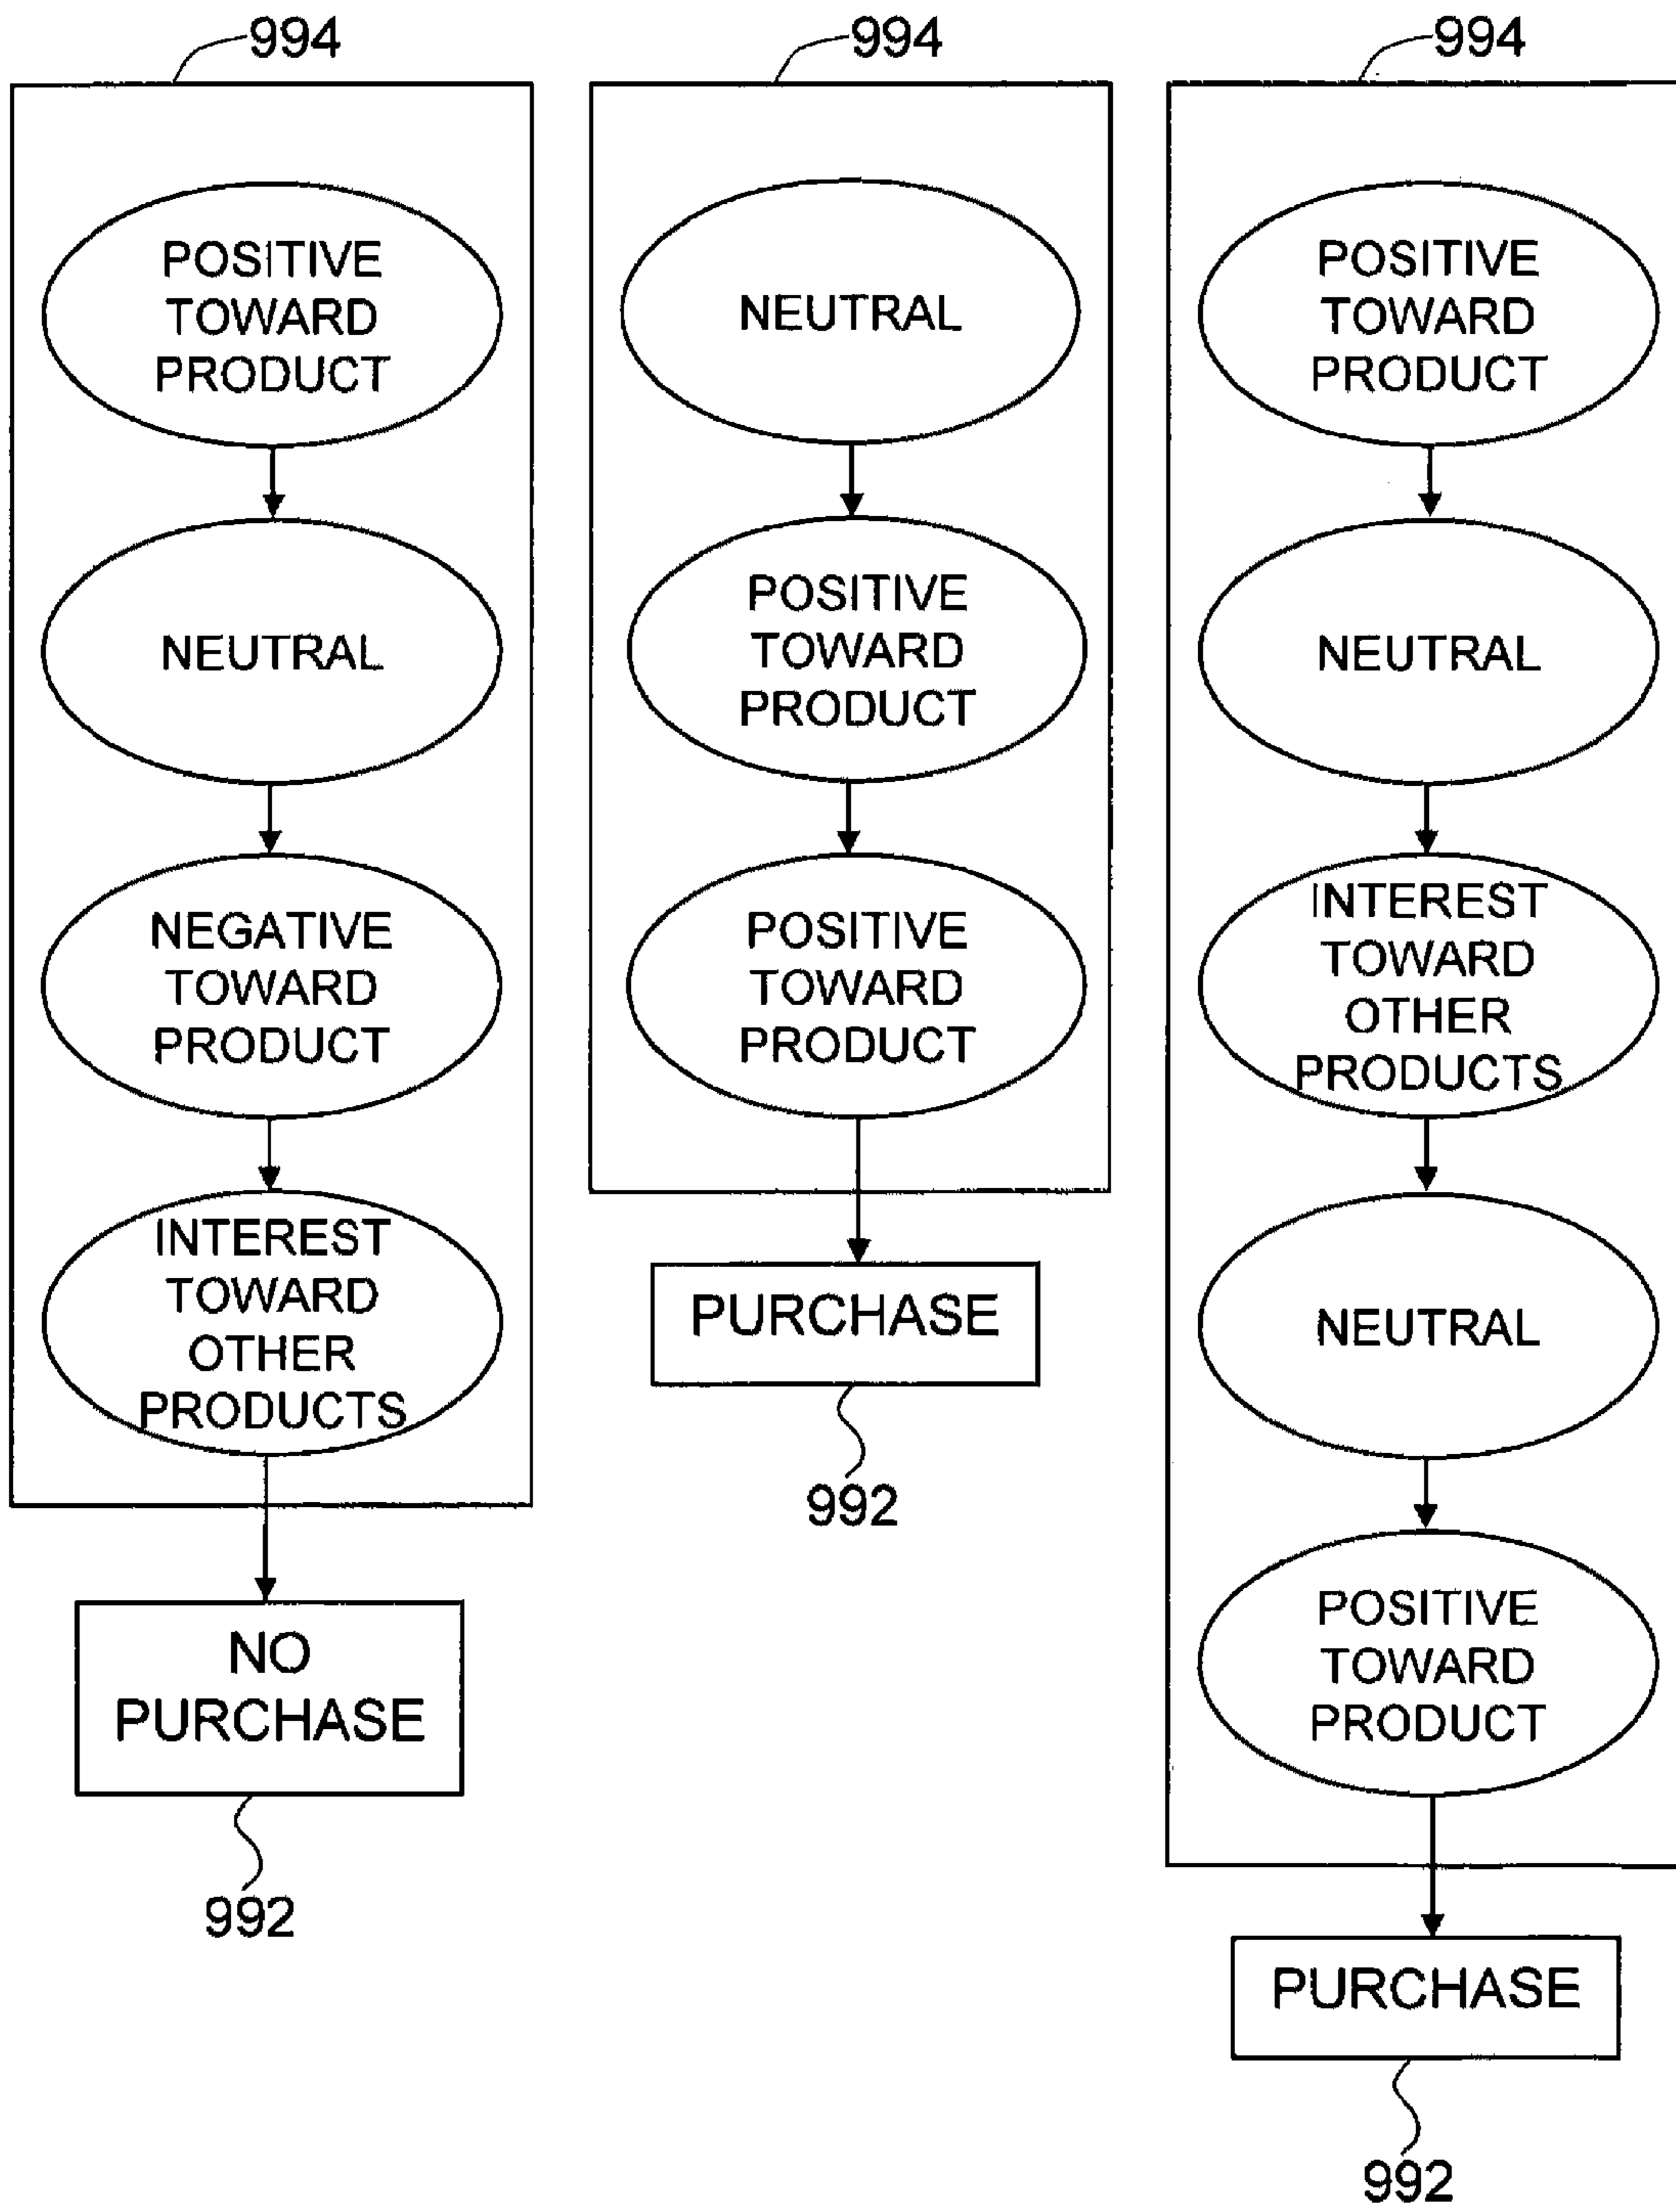 994
POSITIVE
TOWARD
PRODUCT
NEUTRAL
NEGATIVE
TOWARD
PRODUCT
INTEREST
TOWARD
OTHER
PRODUCTS
NO
PURCHASE
992
994
NEUTRAL
POSITIVE
TOWARD
PRODUCT
POSITIVE
TOWARD
PRODUCT
PURCHASE
992
994
POSITIVE
TOWARD
PRODUCT
NEUTRAL
INTEREST
TOWARD
OTHER
PRODUCTS
NEUTRAL
POSITIVE
TOWARD
PRODUCT
PURCHASE
992